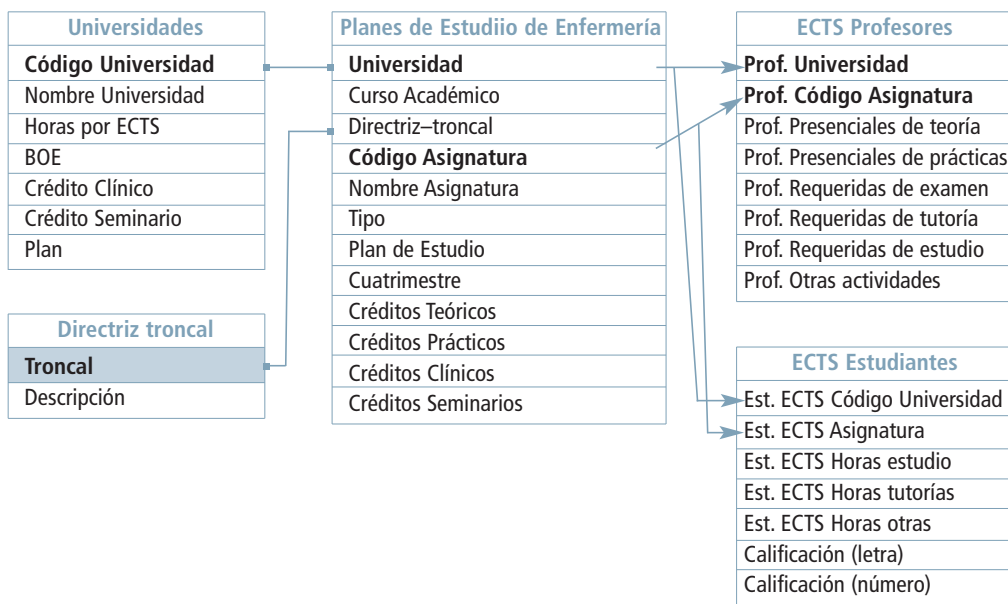 Universidades
Código Universidad
Nombre Universidad
Horas por ECTS
BOE
Crédito Clínico
Crédito Seminario
Plan
Directriz troncal
Troncal
Descripción
Planes de Estudiio de Enfermería
Universidad
Curso Académico
Directriz–troncal
Código Asignatura
Nombre Asignatura
Tipo
Plan de Estudio
Cuatrimestre
Créditos Teóricos
Créditos Prácticos
Créditos Clínicos
Créditos Seminarios
ECTS Profesores
Prof. Universidad
Prof. Código Asignatura
Prof. Presenciales de teoría
Prof. Presenciales de prácticas
Prof. Requeridas de examen
Prof. Requeridas de tutoría
Prof. Requeridas de estudio
Prof. Otras actividades
ECTS Estudiantes
Est. ECTS Código Universidad
Est. ECTS Asignatura
Est. ECTS Horas estudio
Est. ECTS Horas tutorías
Est. ECTS Horas otras
Calificación (letra)
Calificación (número)